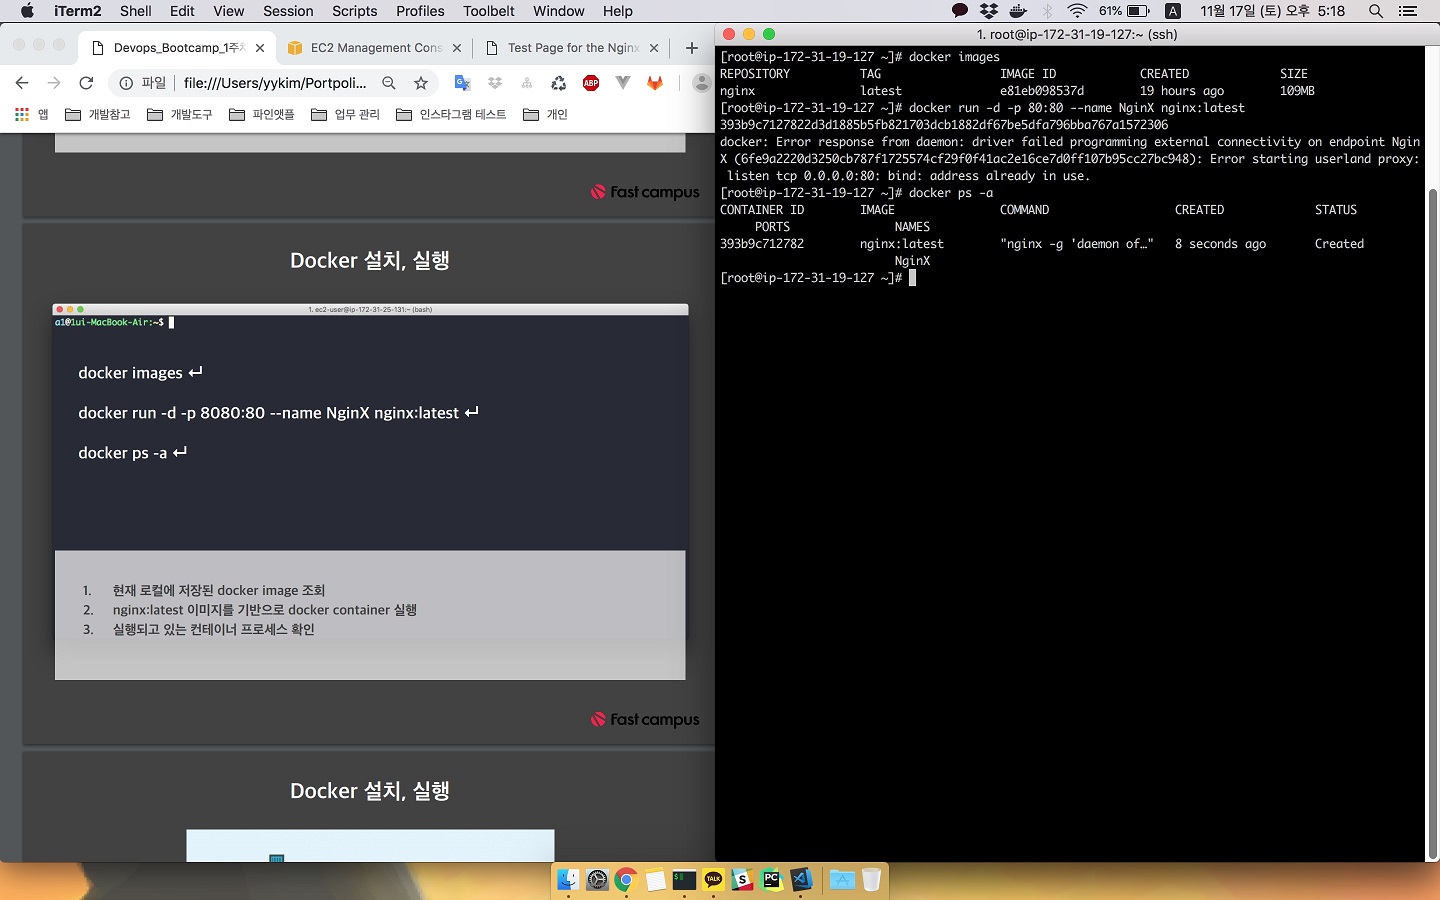 iTerm2 Shell Edit View Session Scripts Profiles Toolbelt Window Help 61% A 11월 17일 (토) 오후 5:18
Devops_Bootcamp_1주차
EC2 Management Cons
Test Page for the Nginx
파일 file:///Users/yykim/Portpoli...
ABP
앱 개발참고 개발도구 파인앳플 업무 관리 인스타그램 테스트 개인
Fast campus
Docker 설치, 실행
1. ec2-user@ip-172-31-25-131:~ (bash)
a1@1ui-MacBook-Air:~$
docker images ↵
docker run -d -p 8080:80 --name NginX nginx:latest ↵
docker ps -a ↵
1. 현재 로컬에 저장된 docker image 조회
2. nginx:latest 이미지를 기반으로 docker container 실행
3. 실행되고 있는 컨테이너 프로세스 확인
Fast campus
Docker 설치, 실행
1. root@ip-172-31-19-127:~ (ssh)
[root@ip-172-31-19-127 ~]# docker images
REPOSITORY TAG IMAGE ID CREATED SIZE
nginx latest e81eb098537d 19 hours ago 109MB
[root@ip-172-31-19-127 ~]# docker run -d -p 80:80 --name NginX nginx:latest
393b9c7127822d3d1885b5fb821703dcb1882df67be5dfa796bba767a1572306
docker: Error response from daemon: driver failed programming external connectivity on endpoint Ngin
X (6fe9a2220d3250cb787f1725574cf29f0f41ac2e16ce7d0ff107b95cc27bc948): Error starting userland proxy:
listen tcp 0.0.0.0:80: bind: address already in use.
[root@ip-172-31-19-127 ~]# docker ps -a
CONTAINER ID IMAGE COMMAND CREATED STATUS
PORTS NAMES
393b9c712782 nginx:latest "nginx -g 'daemon of…" 8 seconds ago Created
NginX
[root@ip-172-31-19-127 ~]#
TALK
S
PC